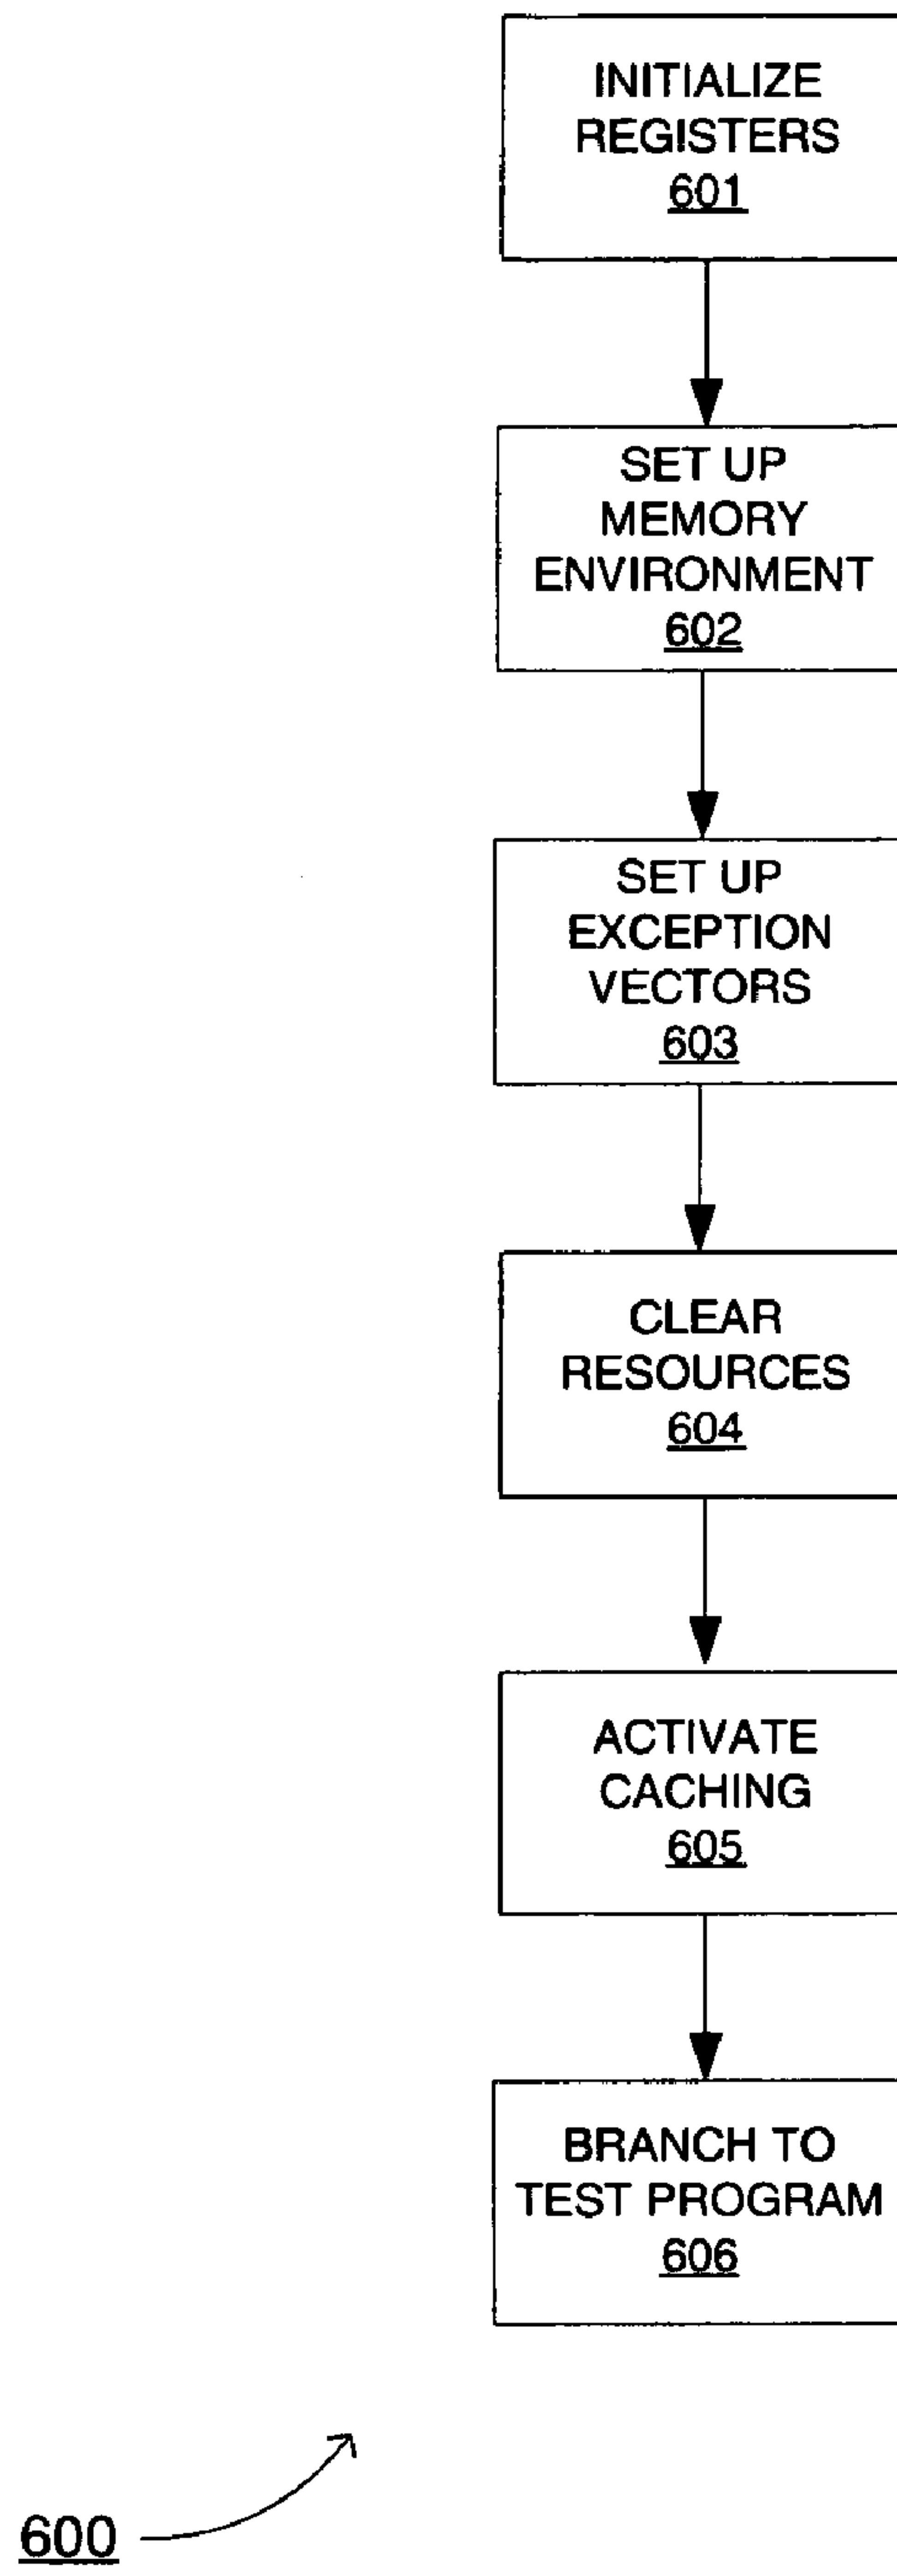 INITIALIZE
REGISTERS
601
SET UP
MEMORY
ENVIRONMENT
602
SET UP
EXCEPTION
VECTORS
603
CLEAR
RESOURCES
604
ACTIVATE
CACHING
605
BRANCH TO
TEST PROGRAM
606
600